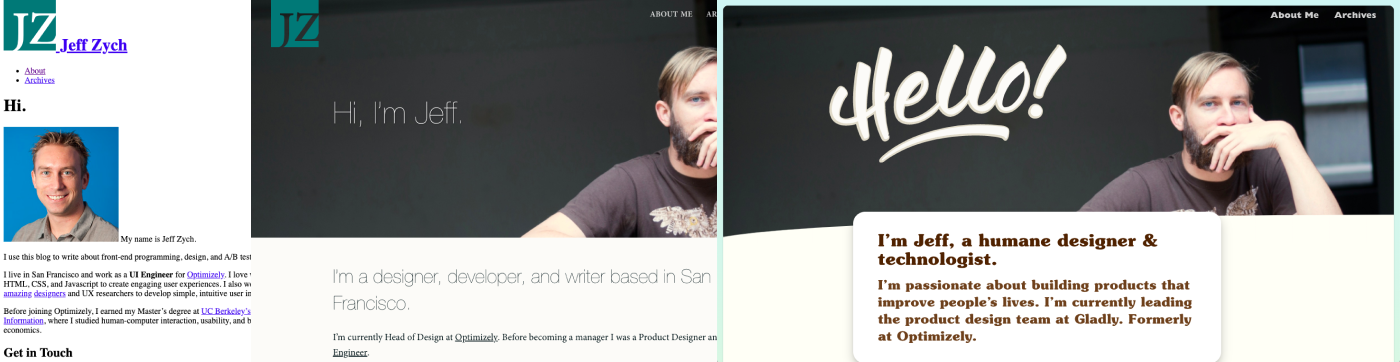 JZ Jeff Zych
About
Archives
Hi.
My name is Jeff Zych.
I use this blog to write about front-end programming, design, and A/B test
I live in San Francisco and work as a UI Engineer for Optimizely. I love
HTML, CSS, and Javascript to create engaging user experiences. I also
amazing designers and UX researchers to develop simple, intuitive user
Before joining Optimizely, I earned my Master's degree at UC Berkeley's
Information, where I studied human-computer interaction, usability, and
economics.
Get in Touch
JZ
ABOUT ME AR
Hi, I'm Jeff.
I'm a designer, developer, and writer based in San
Francisco.
I'm currently Head of Design at Optimizely. Before becoming a manager I was a Product Designer an
Engineer.
About Me Archives
Hello!
I'm Jeff, a humane designer &
technologist.
I'm passionate about building products that
improve people's lives. I'm currently leading
the product design team at Gladly. Formerly
at Optimizely.